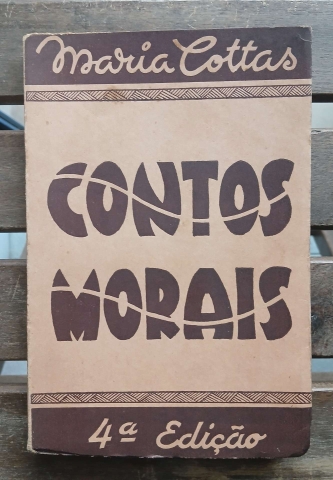 Maria Cottas
CONTOS
MORAIS
4ª Edição